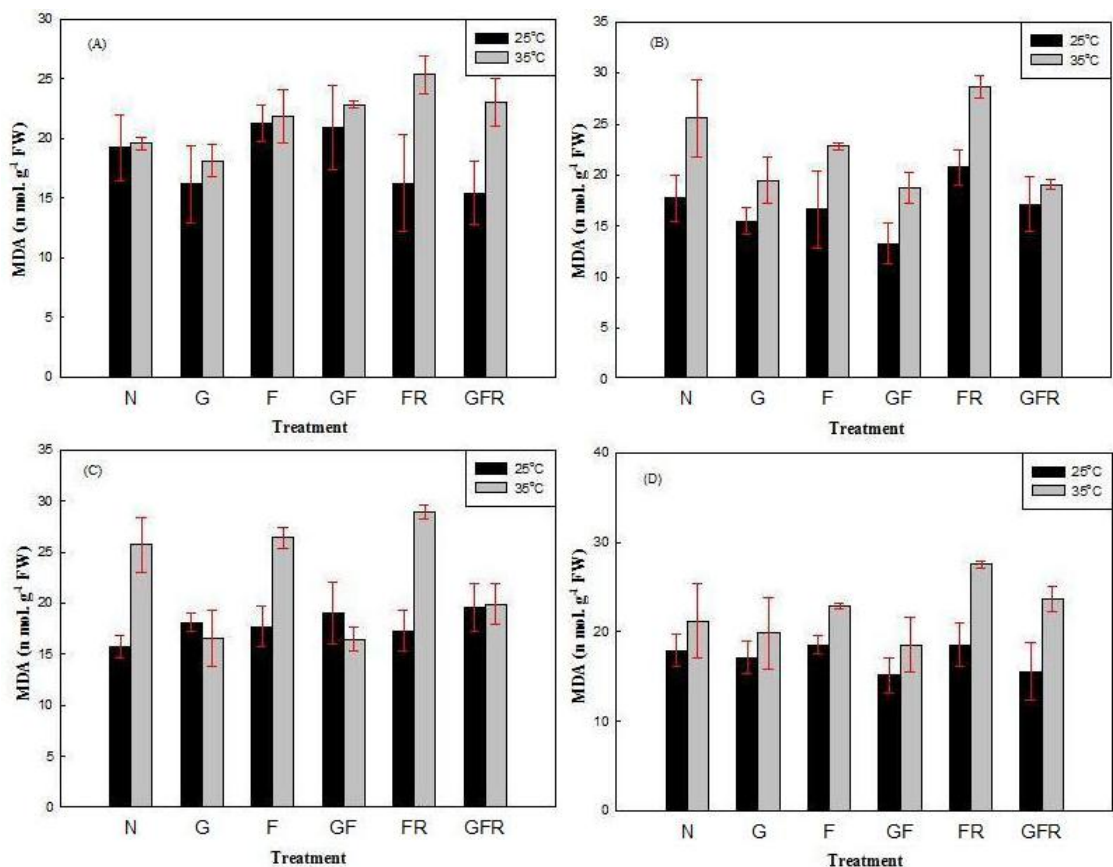 30
25
20
15
10
5
0
MDA (n mol. g⁻¹ FW)
(A)
25°C
35°C
N G F GF FR GFR
Treatment
35
30
25
20
15
10
5
0
MDA (n mol. g⁻¹ FW)
(B)
25°C
35°C
N G F GF FR GFR
Treatment
35
30
25
20
15
10
5
0
MDA (n mol. g⁻¹ FW)
(C)
25°C
35°C
N G F GF FR GFR
Treatment
40
30
20
10
0
MDA (n mol. g⁻¹ FW)
(D)
25°C
35°C
N G F GF FR GFR
Treatment